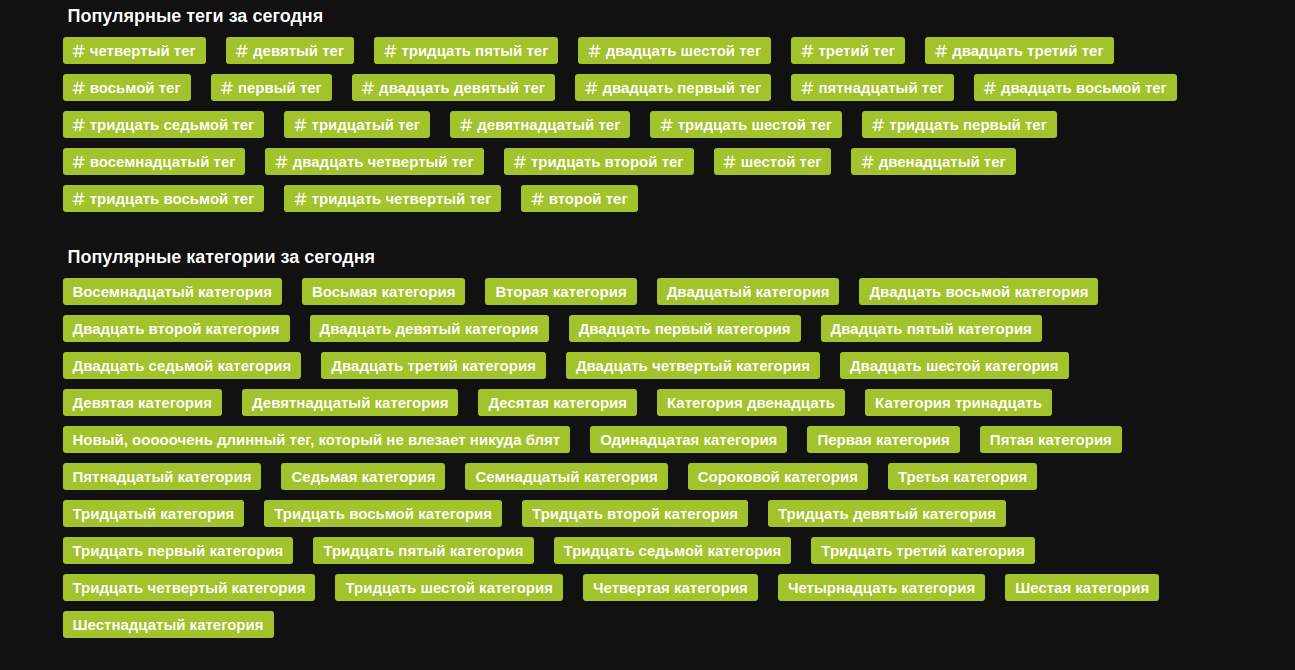 Популярные теги за сегодня
# четвертый тег # девятый тег # тридцать пятый тег # двадцать шестой тег # третий тег # двадцать третий тег
# восьмой тег # первый тег # двадцать девятый тег # двадцать первый тег # пятнадцатый тег # двадцать восьмой тег
# тридцать седьмой тег # тридцатый тег # девятнадцатый тег # тридцать шестой тег # тридцать первый тег
# восемнадцатый тег # двадцать четвертый тег # тридцать второй тег # шестой тег # двенадцатый тег
# тридцать восьмой тег # тридцать четвертый тег # второй тег
Популярные категории за сегодня
Восемнадцатый категория Восьмая категория Вторая категория Двадцатый категория Двадцать восьмой категория
Двадцать второй категория Двадцать девятый категория Двадцать первый категория Двадцать пятый категория
Двадцать седьмой категория Двадцать третий категория Двадцать четвертый категория Двадцать шестой категория
Девятая категория Девятнадцатый категория Десятая категория Категория двенадцать Категория тринадцать
Новый, ооооочень длинный тег, который не влезает никуда блят Одинадцатая категория Первая категория Пятая категория
Пятнадцатый категория Седьмая категория Семнадцатый категория Сороковой категория Третья категория
Тридцатый категория Тридцать восьмой категория Тридцать второй категория Тридцать девятый категория
Тридцать первый категория Тридцать пятый категория Тридцать седьмой категория Тридцать третий категория
Тридцать четвертый категория Тридцать шестой категория Четвертая категория Четырнадцать категория Шестая категория
Шестнадцатый категория